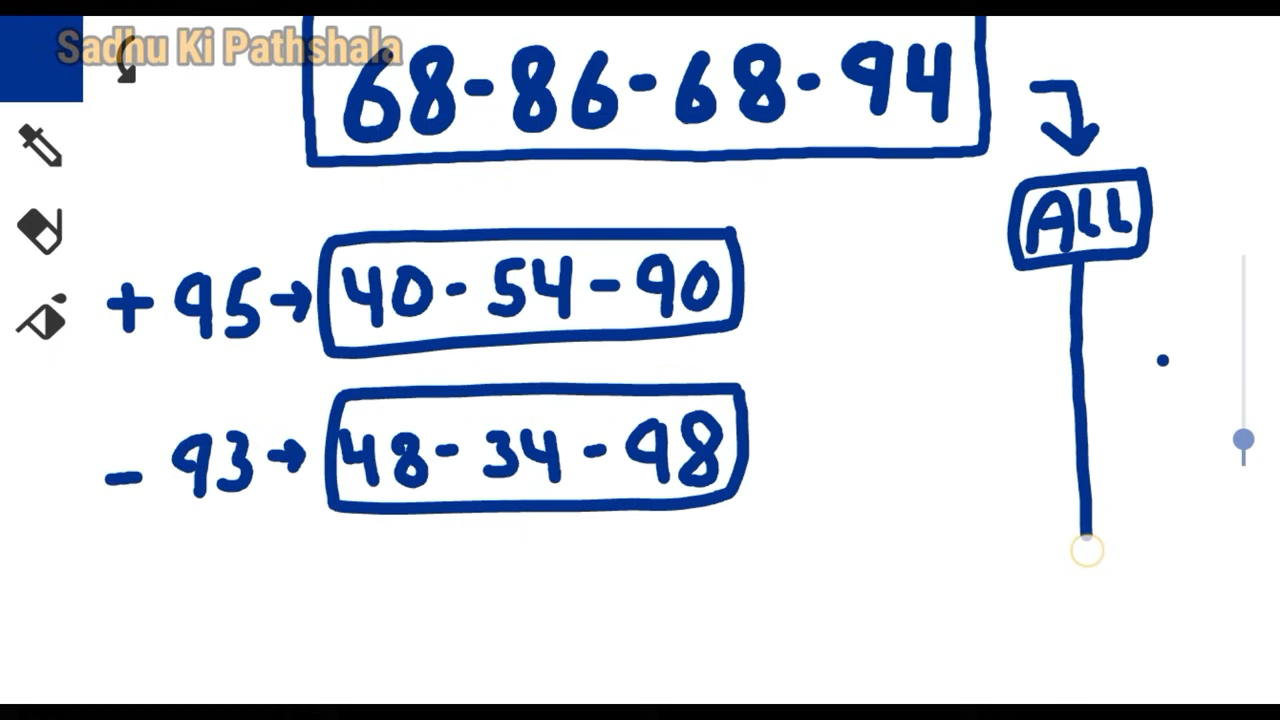 Sadhu Ki Pathshala
68-86-68-94
ALL
+ 95→ 40-54-90
- 93→ 48-34-98